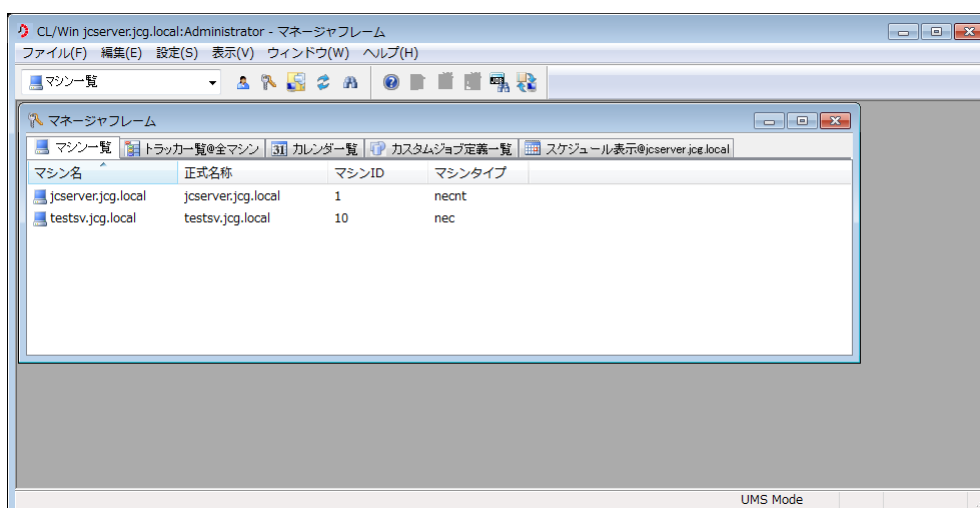 CL/Win jcserver.jcg.local:Administrator - マネージャフレーム
ファイル(F) 編集(E) 設定(S) 表示(V) ウィンドウ(W) ヘルプ(H)
マシン一覧
マネージャフレーム
マシン一覧 トラッカー一覧@全マシン 31 カレンダー一覧 カスタムジョブ定義一覧 スケジュール表示@jcserver.jcg.local
マシン名 正式名称 マシンID マシンタイプ
jcserver.jcg.local jcserver.jcg.local 1 necnt
testsv.jcg.local testsv.jcg.local 10 nec
UMS Mode